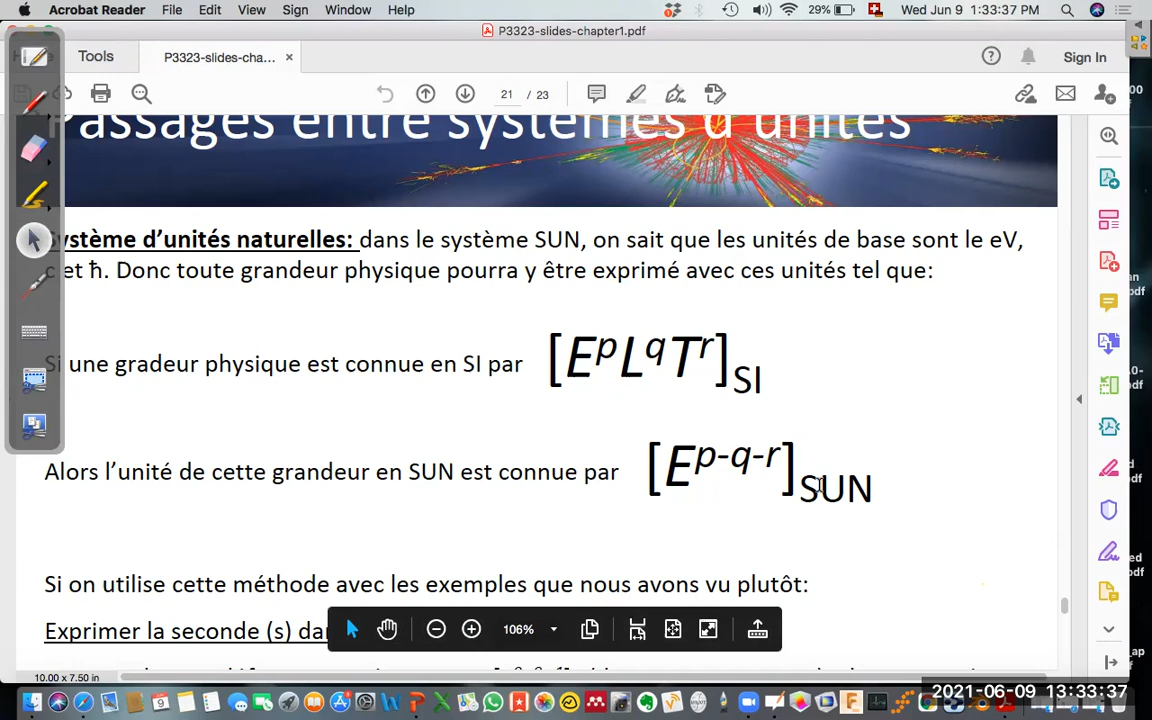 Acrobat Reader File Edit View Sign Window Help 29% Wed Jun 9 1:33:37 PM
P3323-slides-chapter1.pdf
Tools P3323-slides-cha... × Sign In
21 / 23
Passages entre systèmes d'unités
ystème d'unités naturelles: dans le système SUN, on sait que les unités de base sont le eV,
c et ħ. Donc toute grandeur physique pourra y être exprimé avec ces unités tel que:
Si une gradeur physique est connue en SI par [E^p L^q T^r]_SI
Alors l'unité de cette grandeur en SUN est connue par [E^p-q-r]_SUN
Si on utilise cette méthode avec les exemples que nous avons vu plutôt:
Exprimer la seconde (s) da
106%
10.00 x 7.50 in
2021-06-09 13:33:37